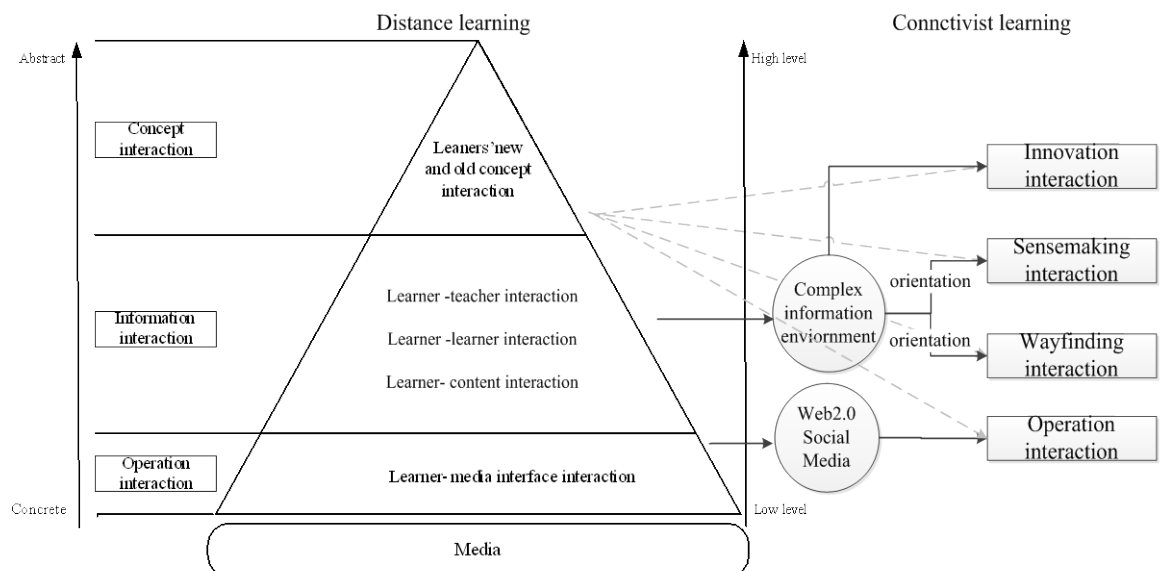 Distance learning
Connctivist learning
Abstract
High level
Concept
interaction
Leaners'new
and old concept
interaction
Innovation
interaction
Sensemaking
interaction
orientation
Complex
information
enviornment
Learner -teacher interaction
Information
interaction
Learner -learner interaction
orientation
Wayfinding
interaction
Learner- content interaction
Web2.0
Social
Media
Operation
interaction
Operation
interaction
Learner- media interface interaction
Concrete
Low level
Media